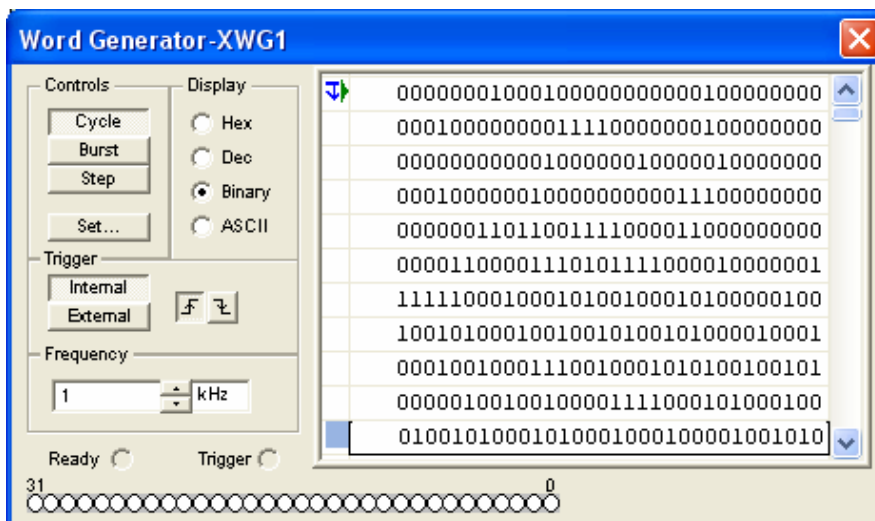 Word Generator-XWG1
Controls
Cycle
Burst
Step
Set...
Display
Hex
Dec
Binary
ASCII
Trigger
Internal
External
Frequency
1 kHz
Ready
Trigger
31 0
00000001000100000000000100000000
00010000000011110000000100000000
00000000000100000010000010000000
00010000001000000000011100000000
00000011011001111000011000000000
00001100001110101111000010000001
11111000100010100100010100000100
10010100010010010100101000010001
00010010001110010001010100100101
00000100100100001111000101000100
01001010001010001000100001001010